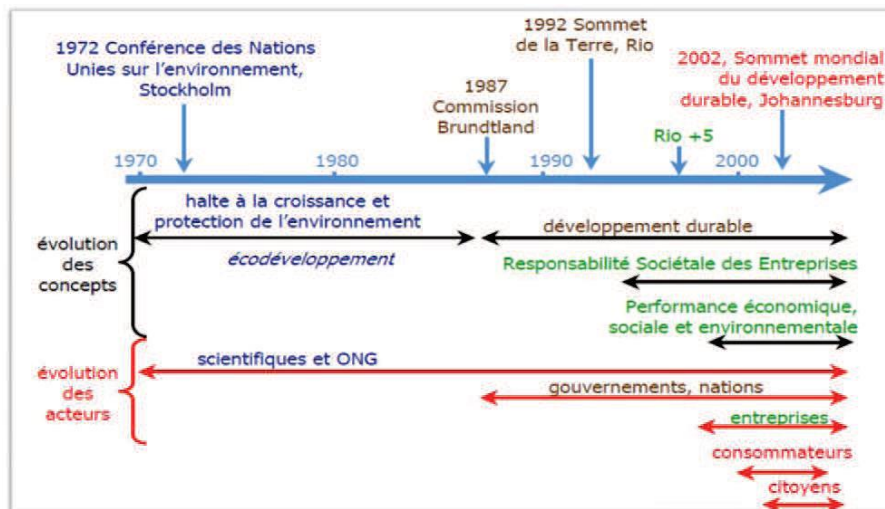 1972 Conférence des Nations
Unies sur l'environnement,
Stockholm
1987
Commission
Brundtland
1992 Sommet
de la Terre, Rio
Rio +5
2002, Sommet mondial
du développement
durable, Johannesburg
1970
1980
1990
2000
évolution
des
concepts
halte à la croissance et
protection de l'environnement
écodéveloppement
développement durable
Responsabilité Sociétale des Entreprises
Performance économique,
sociale et environnementale
évolution
des
acteurs
scientifiques et ONG
gouvernements, nations
entreprises
consommateurs
citoyens